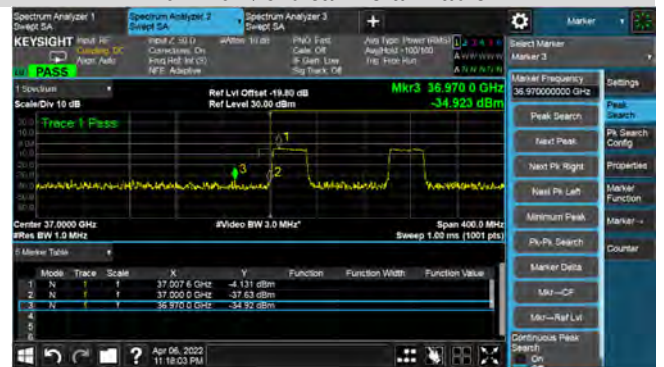 Spectrum Analyzer 1
Swept SA
Spectrum Analyzer 2
Swept SA
Spectrum Analyzer 3
Swept SA
+
Marker
KEYSIGHT Input: RF
Coupling: DC
Align: Auto
Input Z: 50 Ω
Corrections: On
Freq Ref: Int (S)
NFE: Adaptive
#Atten: 10 dB
PNO: Fast
Gate: Off
IF Gain: Low
Sig Track: Off
Avg Type: Power (RMS)
Avg|Hold: >100/100
Trig: Free Run
1 2 3 4 5 6
A W W W W W
A N N N N N
PASS
Select Marker
Marker 3
1 Spectrum
Scale/Div 10 dB
Ref Lvl Offset -19.80 dB
Ref Level 30.00 dBm
Mkr3 36.970 0 GHz
-34.923 dBm
Trace 1 Pass
1
2
3
Center 37.0000 GHz
#Res BW 1.0 MHz
#Video BW 3.0 MHz*
Span 400.0 MHz
Sweep 1.00 ms (1001 pts)
5 Marker Table
Mode Trace Scale X Y Function Function Width Function Value
1 N 1 f 37.007 6 GHz -4.131 dBm
2 N 1 f 37.000 0 GHz -37.63 dBm
3 N 1 f 36.970 0 GHz -34.92 dBm
4
5
6
Marker Frequency
36.970000000 GHz
Peak Search
Next Peak
Next Pk Right
Next Pk Left
Minimum Peak
Pk-Pk Search
Marker Delta
Mkr→CF
Mkr→Ref Lvl
Continuous Peak
Search
On
Settings
Peak
Search
Pk Search
Config
Properties
Marker
Function
Marker→
Counter
?
Apr 06, 2022
11:18:03 PM